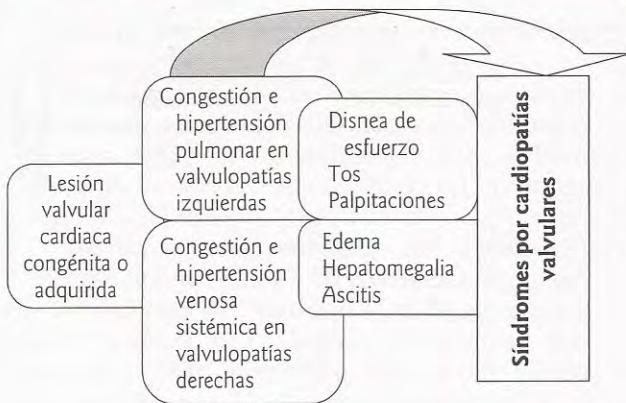 Lesión
valvular
cardiaca
congénita o
adquirida
Congestión e
hipertensión
pulmonar en
valvulopatías
izquierdas
Congestión e
hipertensión
venosa
sistémica en
valvulopatías
derechas
Disnea de
esfuerzo
Tos
Palpitaciones
Edema
Hepatomegalia
Ascitis
Síndromes por cardiopatías
valvulares